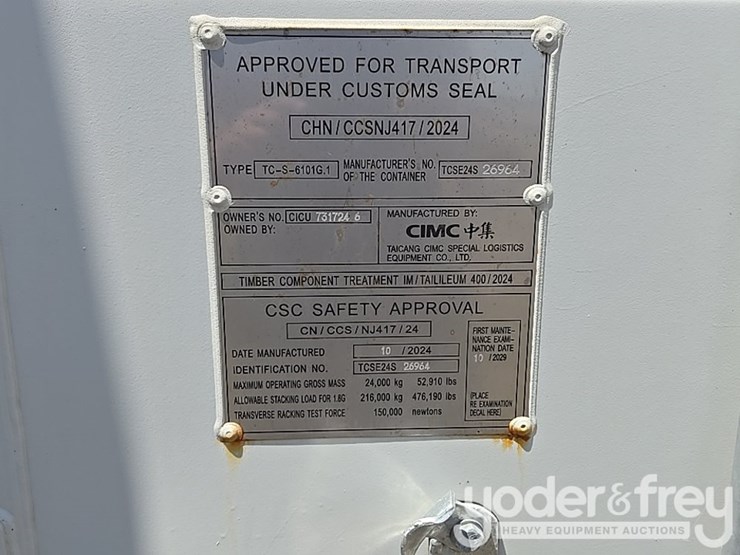 APPROVED FOR TRANSPORT
UNDER CUSTOMS SEAL
CHN/CCSNJ417/2024
TYPE TC-S-6101G.1 MANUFACTURER'S NO. OF THE CONTAINER TCSE24S 26964
OWNER'S NO. CICU 731724 6
OWNED BY:
MANUFACTURED BY:
CIMC 中集
TAICANG CIMC SPECIAL LOGISTICS
EQUIPMENT CO., LTD.
TIMBER COMPONENT TREATMENT IM/TAILILEUM 400/2024
CSC SAFETY APPROVAL
CN/CCS/NJ417/24
DATE MANUFACTURED 10 / 2024
IDENTIFICATION NO. TCSE24S 26964
MAXIMUM OPERATING GROSS MASS 24,000 kg 52,910 lbs
ALLOWABLE STACKING LOAD FOR 1.8G 216,000 kg 476,190 lbs
TRANSVERSE RACKING TEST FORCE 150,000 newtons
FIRST MAINTE-
NANCE EXAMI-
NATION DATE
10 / 2029
(PLACE
RE EXAMINATION
DECAL HERE)
yoder&frey
HEAVY EQUIPMENT AUCTIONS